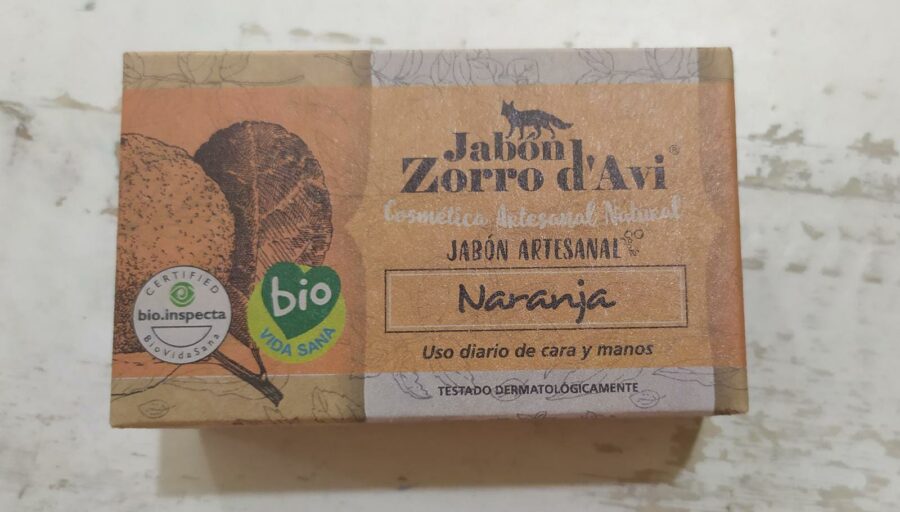 Jabón
Zorro d'Avi®
Cosmética Artesanal Natural
JABÓN ARTESANAL
Naranja
Uso diario de cara y manos
TESTADO DERMATOLÓGICAMENTE
CERTIFIED
bio.inspecta
BioVidaSana
bio
VIDA SANA